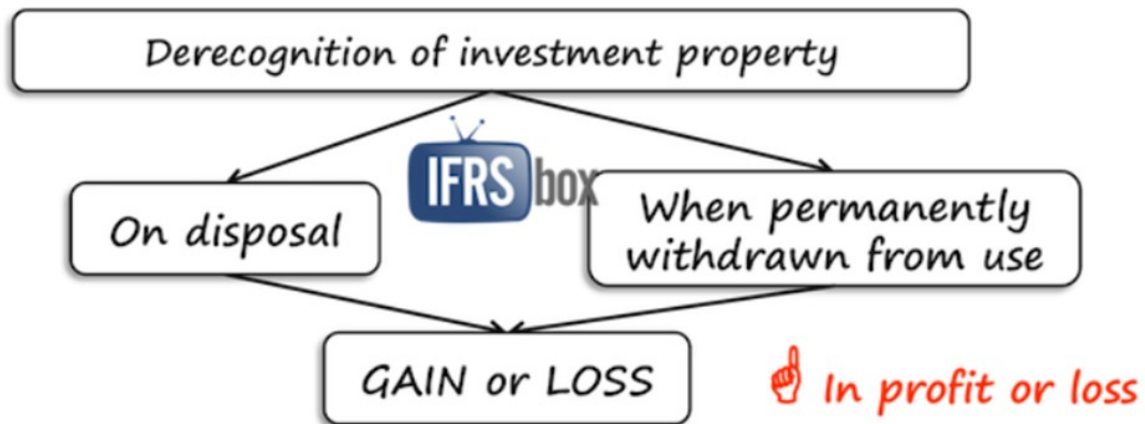 Derecognition of investment property
IFRS box
On disposal
When permanently
withdrawn from use
GAIN or LOSS
In profit or loss